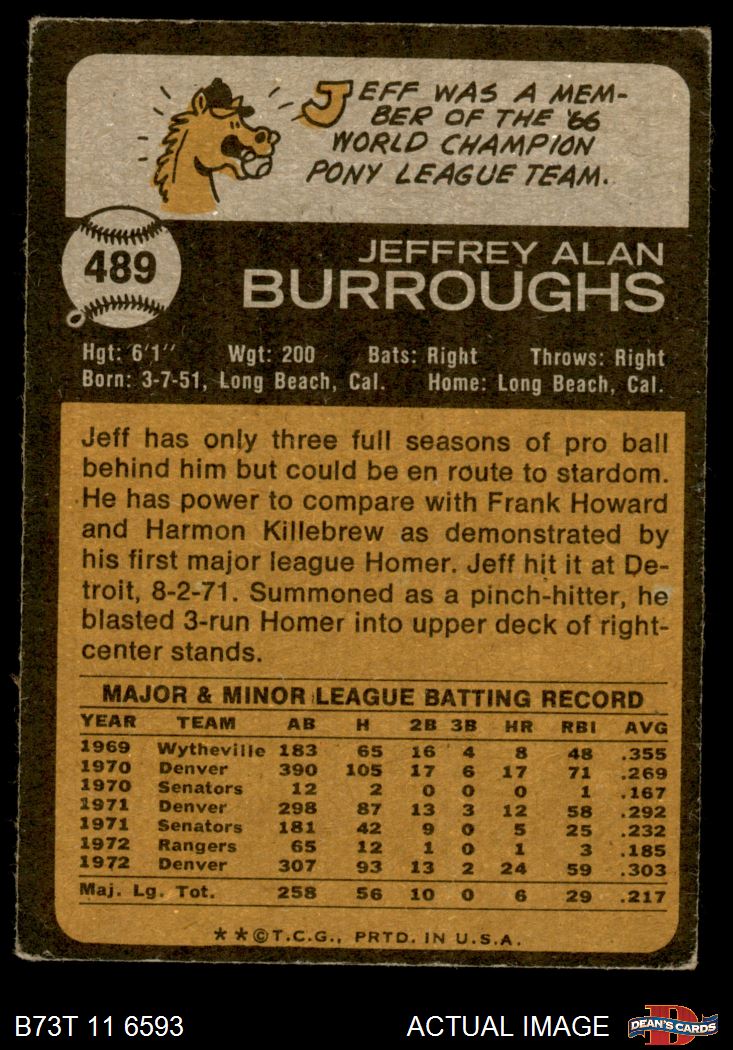 JEFF WAS A MEM-
BER OF THE '66
WORLD CHAMPION
PONY LEAGUE TEAM.
489
JEFFREY ALAN
BURROUGHS
Hgt: 6'1" Wgt: 200 Bats: Right Throws: Right
Born: 3-7-51, Long Beach, Cal. Home: Long Beach, Cal.
Jeff has only three full seasons of pro ball
behind him but could be en route to stardom.
He has power to compare with Frank Howard
and Harmon Killebrew as demonstrated by
his first major league Homer. Jeff hit it at De-
troit, 8-2-71. Summoned as a pinch-hitter, he
blasted 3-run Homer into upper deck of right-
center stands.
MAJOR & MINOR LEAGUE BATTING RECORD
YEAR TEAM AB H 2B 3B HR RBI AVG
1969 Wytheville 183 65 16 4 8 48 .355
1970 Denver 390 105 17 6 17 71 .269
1970 Senators 12 2 0 0 0 1 .167
1971 Denver 298 87 13 3 12 58 .292
1971 Senators 181 42 9 0 5 25 .232
1972 Rangers 65 12 1 0 1 3 .185
1972 Denver 307 93 13 2 24 59 .303
Maj. Lg. Tot. 258 56 10 0 6 29 .217
**©T.C.G., PRTD. IN U.S.A.
B73T 11 6593 ACTUAL IMAGE
DEAN'S CARDS